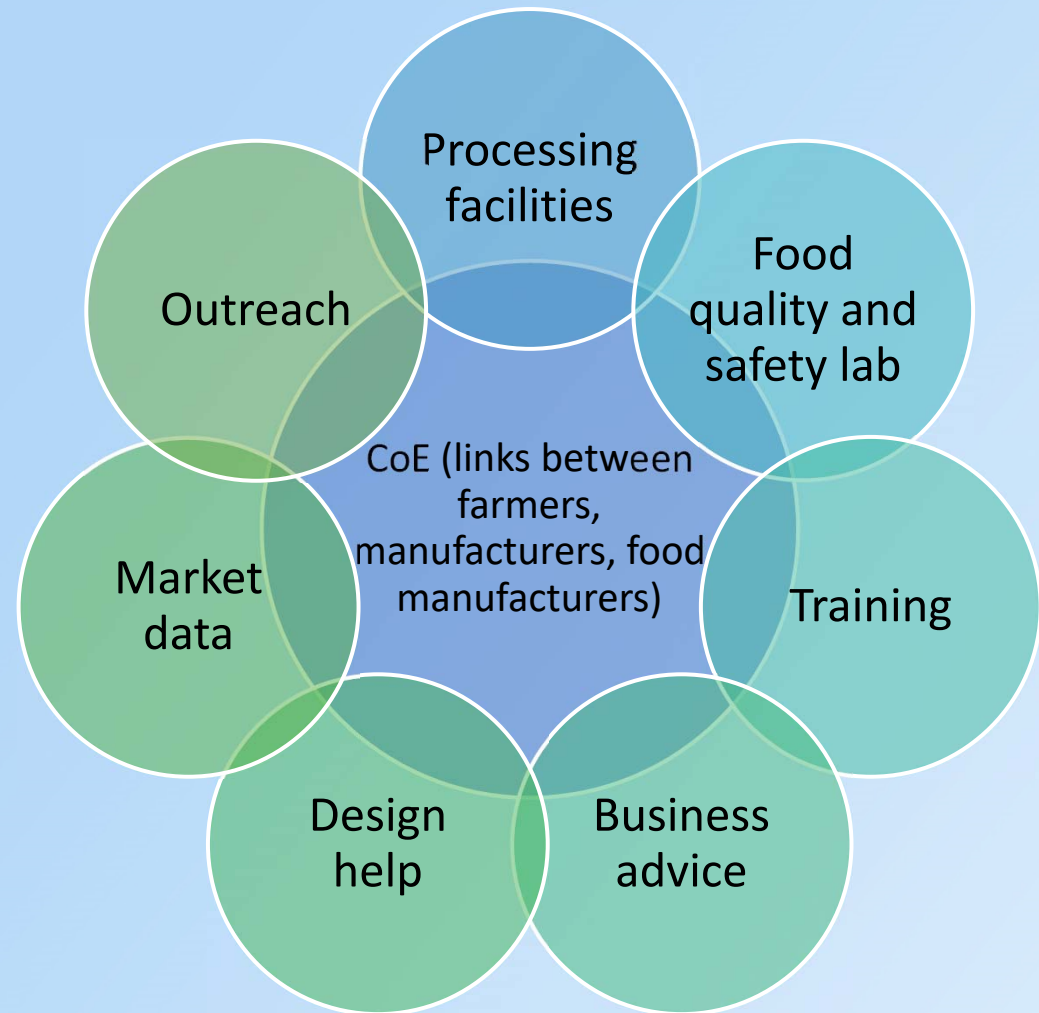 Processing
facilities
Food
quality and
safety lab
Training
Business
advice
Design
help
Market
data
Outreach
CoE (links between
farmers,
manufacturers, food
manufacturers)